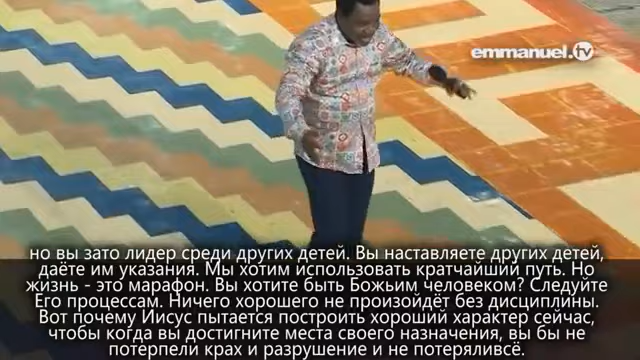 emmanuel.tv
но вы зато лидер среди других детей. Вы наставляете других детей,
даёте им указания. Мы хотим использовать кратчайший путь. Но
жизнь - это марафон. Вы хотите быть Божьим человеком? Следуйте
Его процессам. Ничего хорошего не произойдёт без дисциплины.
Вот почему Иисус пытается построить хороший характер сейчас,
чтобы когда вы достигните места своего назначения, вы бы не
потерпели крах и разрушение и не потеряливсё.